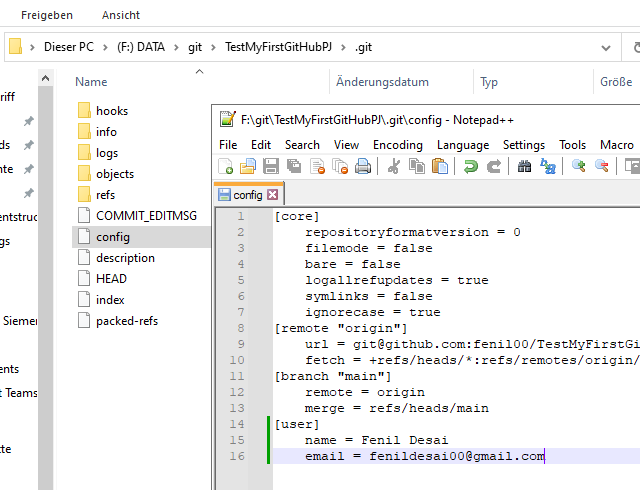 Freigeben Ansicht
Dieser PC (F:) DATA git TestMyFirstGitHubPJ .git
Name Änderungsdatum Typ Größe
hooks
info
logs
objects
refs
COMMIT_EDITMSG
config
description
HEAD
index
packed-refs
riff
ds
nte
entstruc
gs
Siemen
ents
t Teams
te
F:\git\TestMyFirstGitHubPJ\.git\config - Notepad++
File Edit Search View Encoding Language Settings Tools Macro
config
1 [core]
2 repositoryformatversion = 0
3 filemode = false
4 bare = false
5 logallrefupdates = true
6 symlinks = false
7 ignorecase = true
8 [remote "origin"]
9 url = git@github.com:fenil00/TestMyFirstGi
10 fetch = +refs/heads/*:refs/remotes/origin/
11 [branch "main"]
12 remote = origin
13 merge = refs/heads/main
14 [user]
15 name = Fenil Desai
16 email = fenildesai00@gmail.com